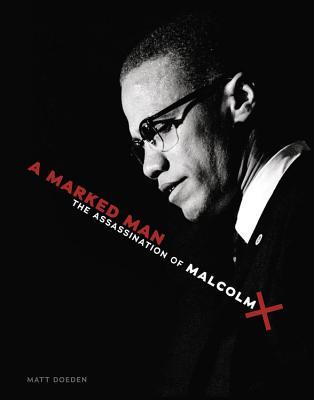 A MARKED MAN
THE ASSASSINATION OF MALCOLM X
MATT DOEDEN